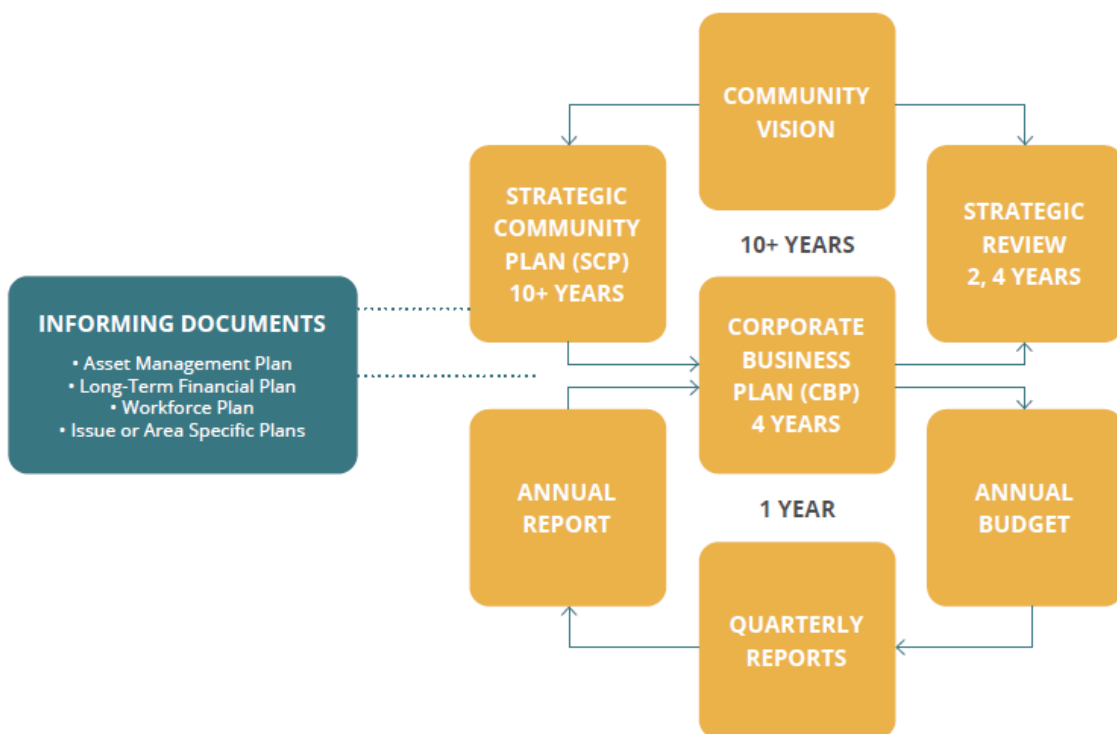 COMMUNITY
VISION
STRATEGIC
COMMUNITY
PLAN (SCP)
10+ YEARS
10+ YEARS
STRATEGIC
REVIEW
2, 4 YEARS
INFORMING DOCUMENTS
• Asset Management Plan
• Long-Term Financial Plan
• Workforce Plan
• Issue or Area Specific Plans
CORPORATE
BUSINESS
PLAN (CBP)
4 YEARS
ANNUAL
REPORT
1 YEAR
ANNUAL
BUDGET
QUARTERLY
REPORTS